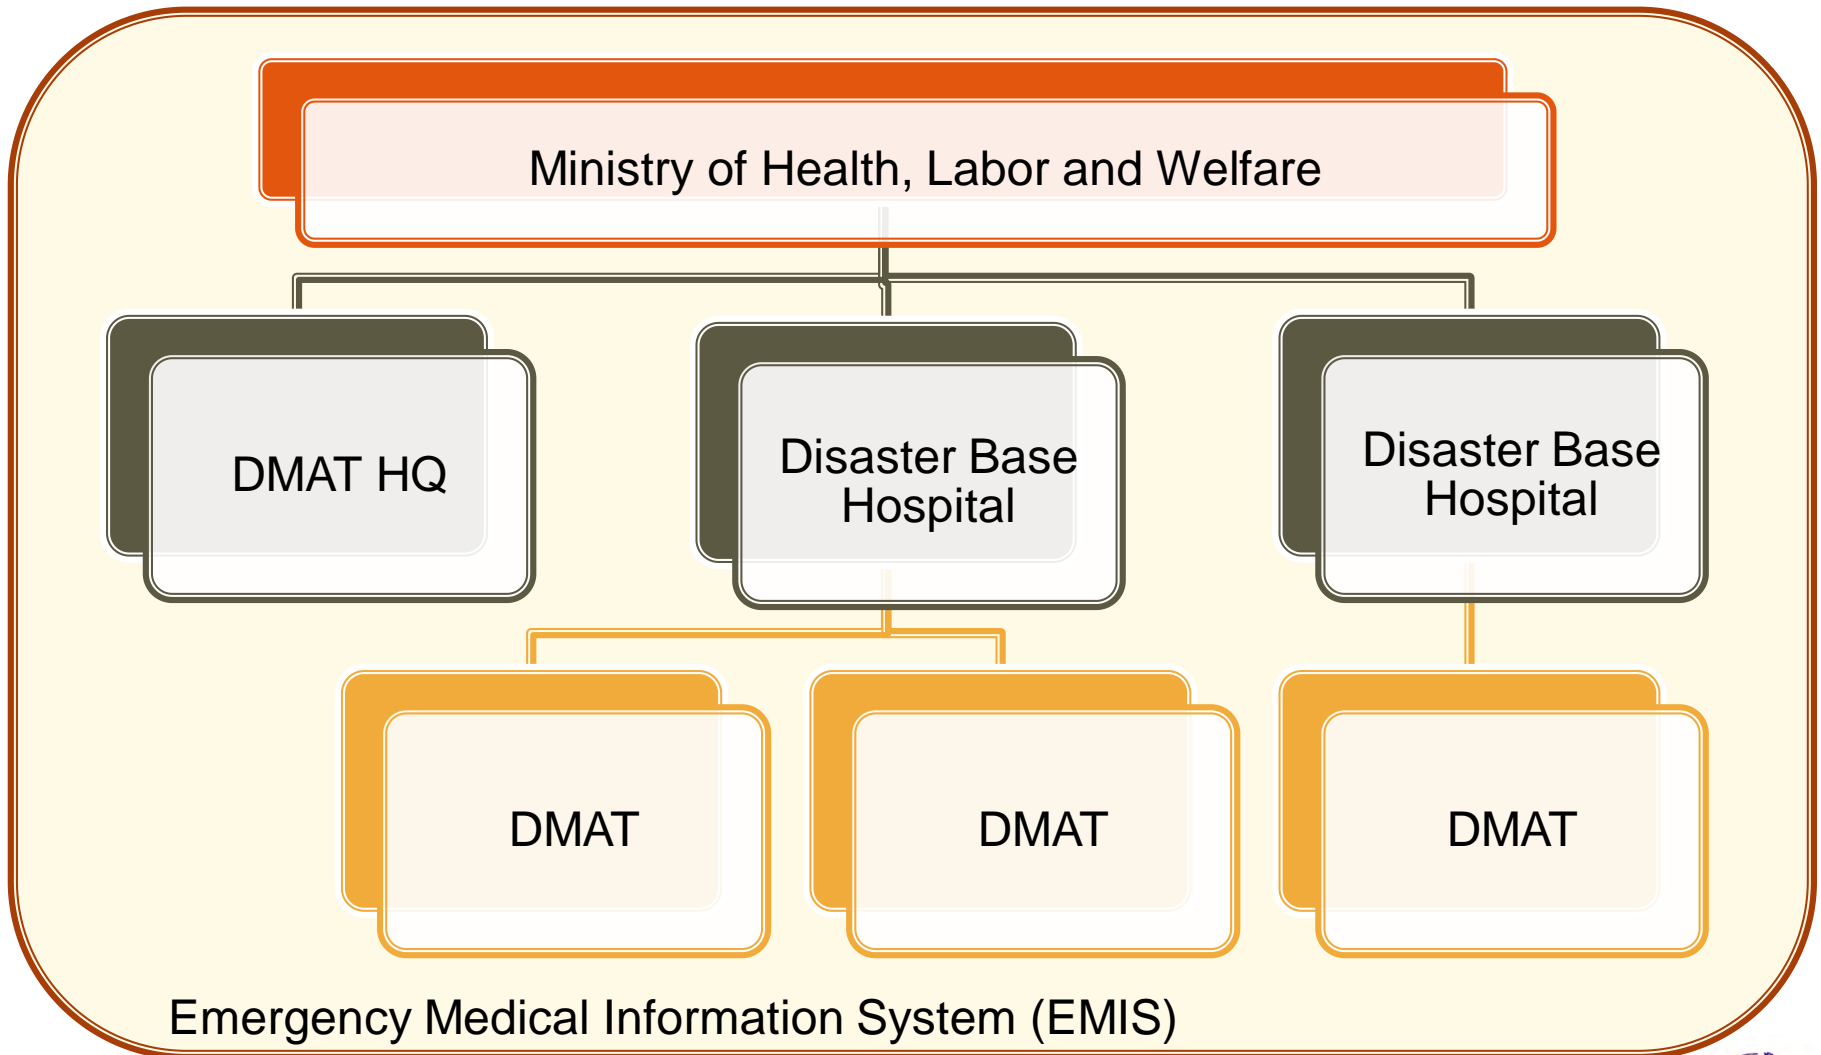 Ministry of Health, Labor and Welfare
DMAT HQ
Disaster Base
Hospital
Disaster Base
Hospital
DMAT
DMAT
DMAT
Emergency Medical Information System (EMIS)